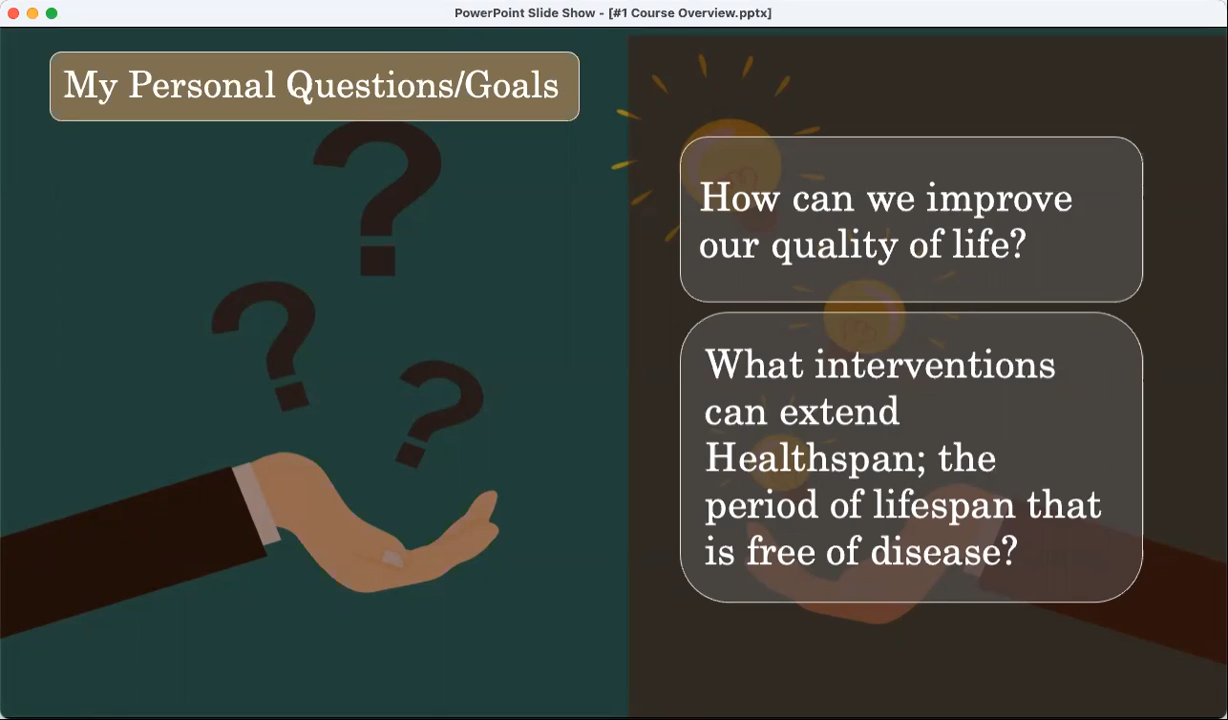 PowerPoint Slide Show - [#1 Course Overview.pptx]
My Personal Questions/Goals
How can we improve
our quality of life?
What interventions
can extend
Healthspan; the
period of lifespan that
is free of disease?